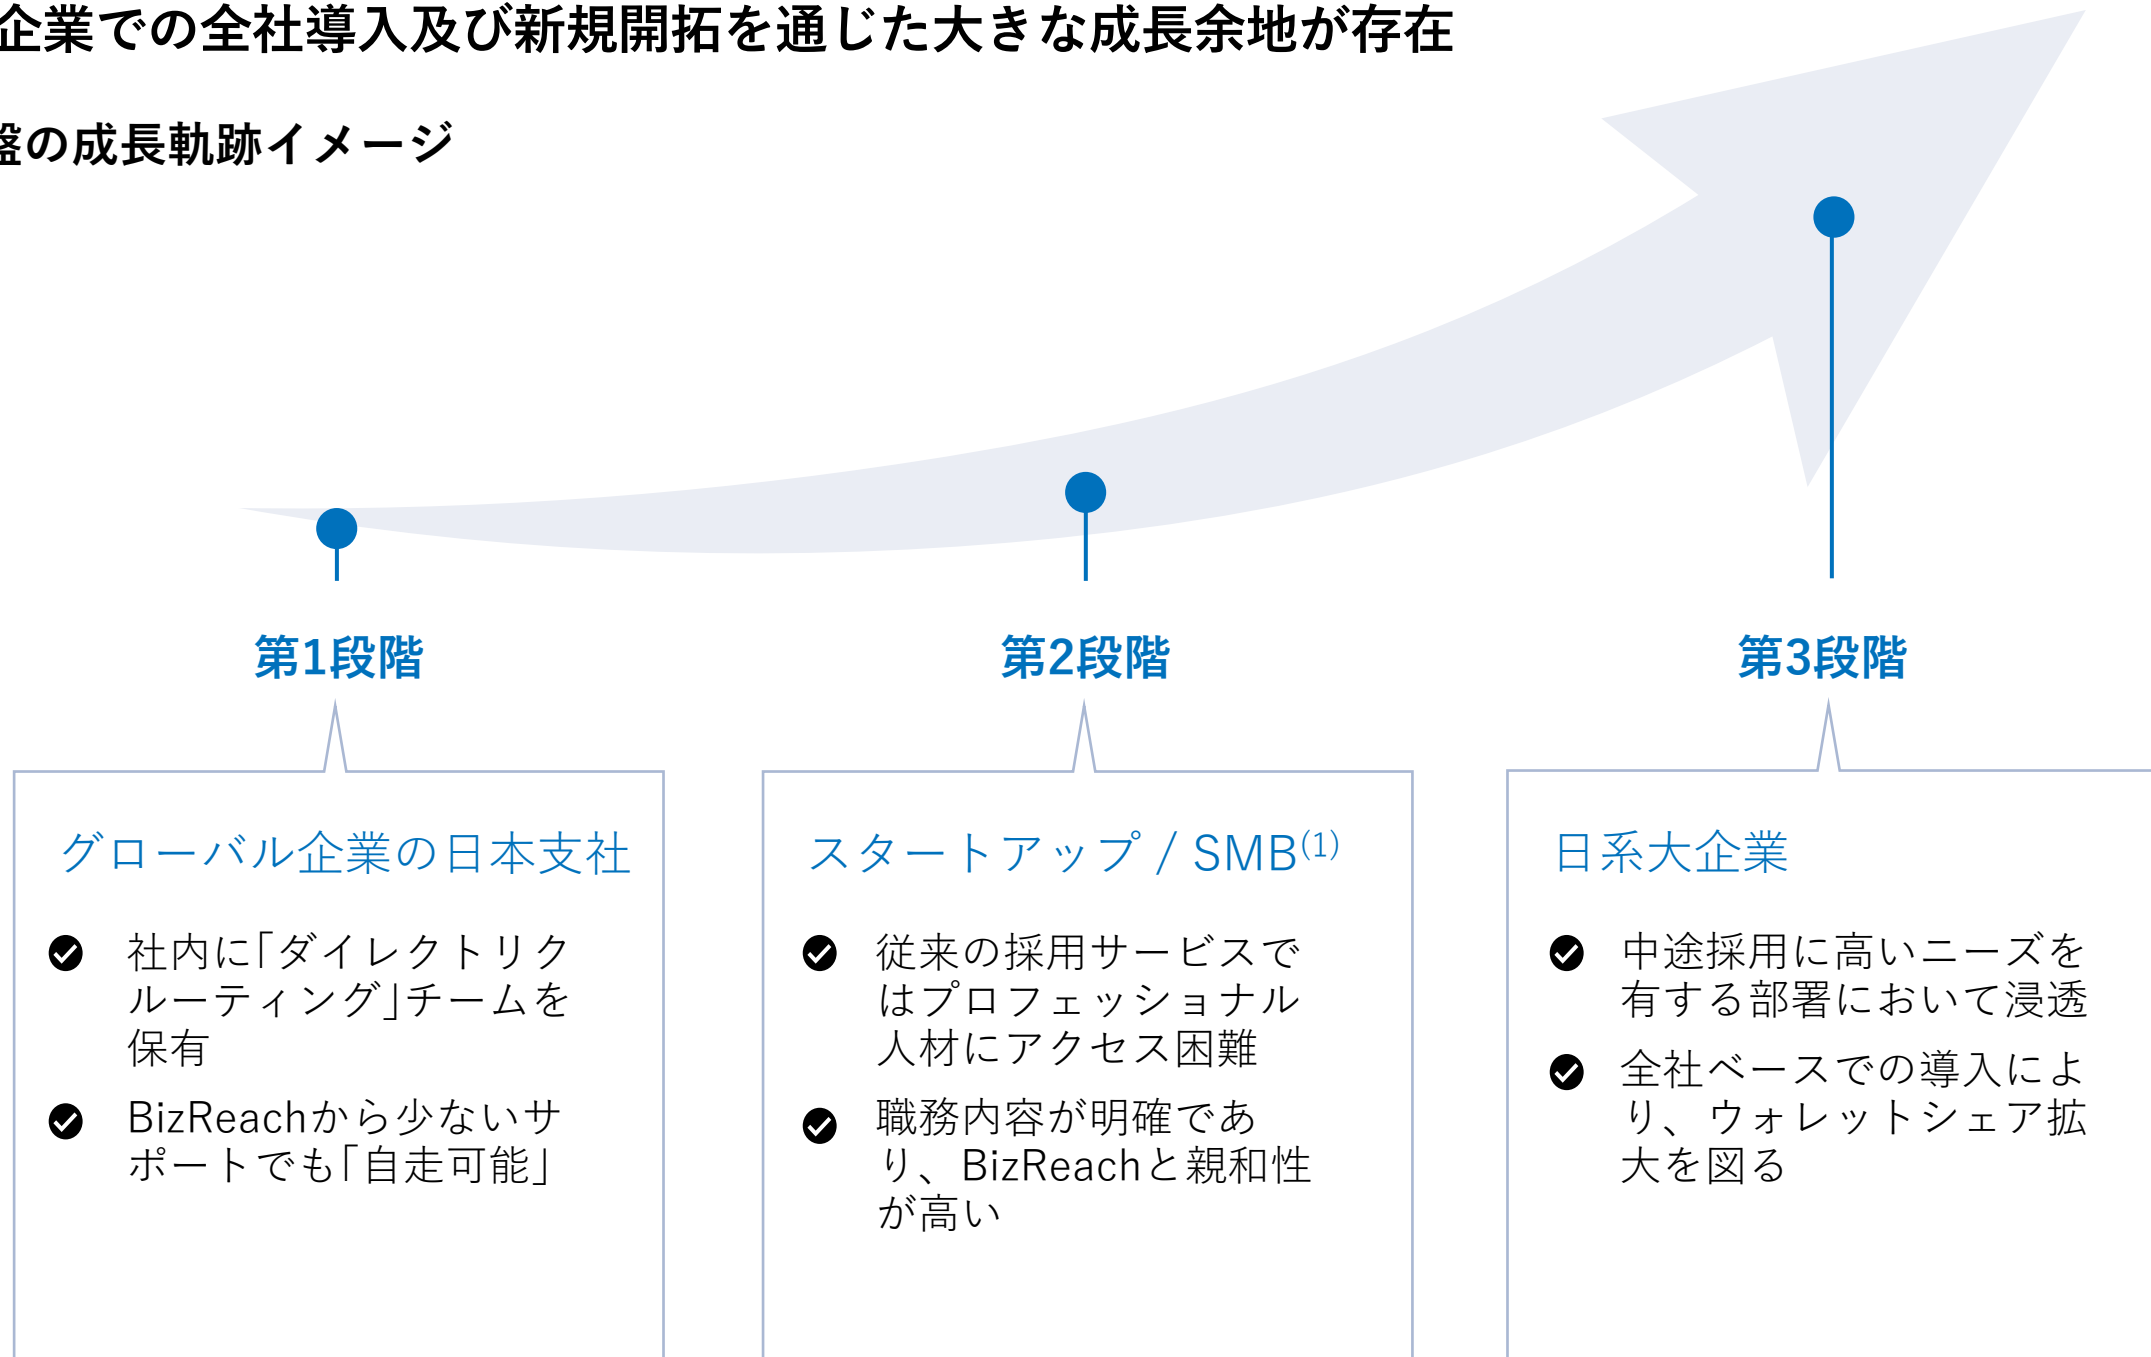 企業での全社導入及び新規開拓を通じた大きな成長余地が存在
盤の成長軌跡イメージ
第1段階
第2段階
第3段階
グローバル企業の日本支社
社内に｢ダイレクトリク
ルーティング｣チームを
保有
BizReachから少ないサ
ポートでも｢自走可能｣
スタートアップ / SMB(1)
従来の採用サービスで
はプロフェッショナル
人材にアクセス困難
職務内容が明確であ
り、BizReachと親和性
が高い
日系大企業
中途採用に高いニーズを
有する部署において浸透
全社ベースでの導入によ
り、ウォレットシェア拡
大を図る